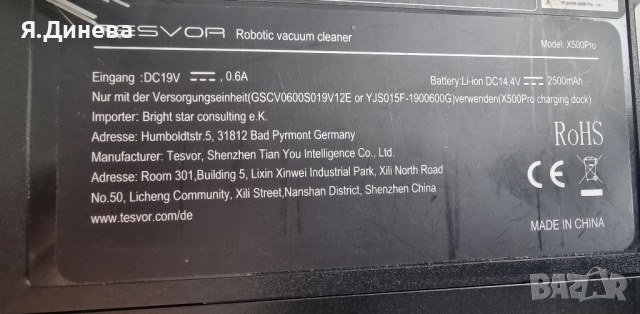 Я.Динева
TESVOR Robotic vacuum cleaner
Model: X500Pro
Eingang :DC19V , 0.6A
Battery:Li-ion DC14.4V 2500mAh
Nur mit der Versorgungseinheit(GSCV0600S019V12E or YJS015F-1900600G)verwenden(X500Pro charging dock)
Importer: Bright star consulting e.K.
Adresse: Humboldtstr.5, 31812 Bad Pyrmont Germany
Manufacturer: Tesvor, Shenzhen Tian You Intelligence Co., Ltd.
Adresse: Room 301,Building 5, Lixin Xinwei Industrial Park, Xili North Road
No.50, Licheng Community, Xili Street,Nanshan District, Shenzhen China
www.tesvor.com/de
RoHS
CE
MADE IN CHINA
BAZAR